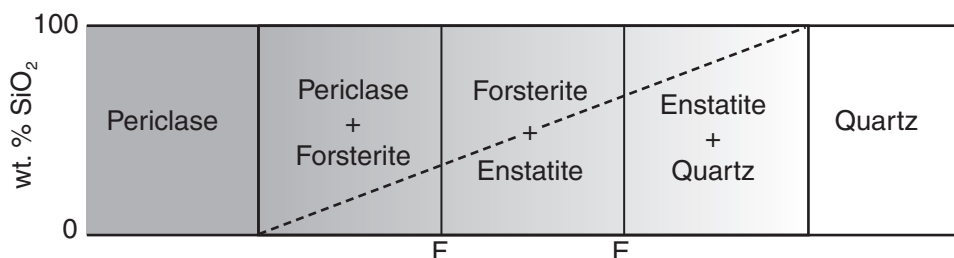 100
wt. % SiO2
0
Periclase
Periclase
+
Forsterite
Forsterite
+
Enstatite
Enstatite
+
Quartz
Quartz